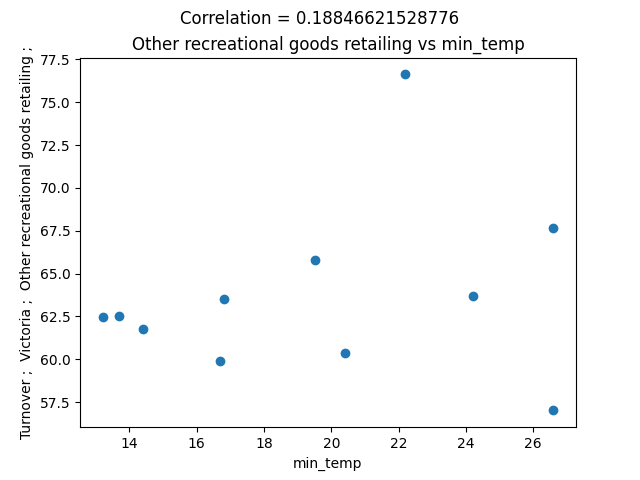 Correlation = 0.18846621528776
Other recreational goods retailing vs min_temp
Turnover ;  Victoria ;  Other recreational goods retailing ;
77.5
75.0
72.5
70.0
67.5
65.0
62.5
60.0
57.5
14 16 18 20 22 24 26
min_temp